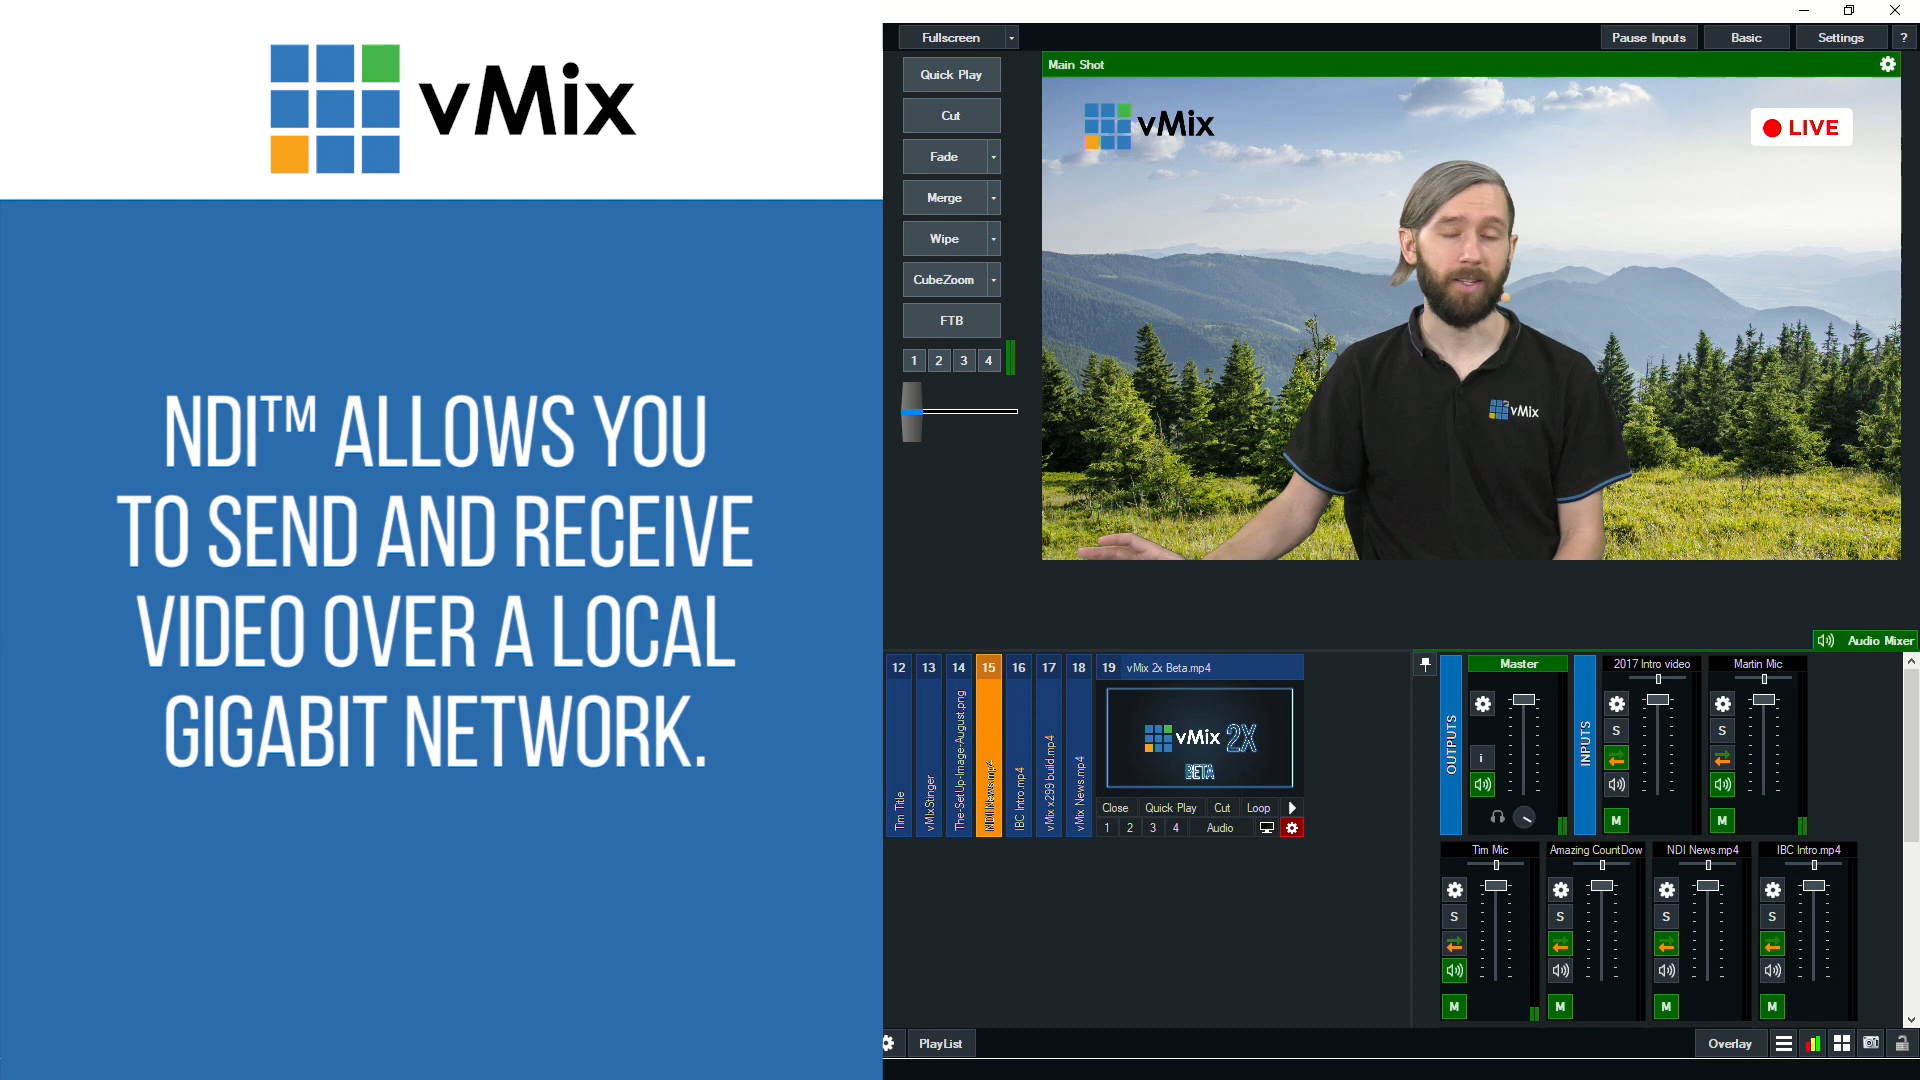 vMix
NDI™ ALLOWS YOU
TO SEND AND RECEIVE
VIDEO OVER A LOCAL
GIGABIT NETWORK.
Fullscreen
Pause Inputs
Basic
Settings
?
Quick Play
Cut
Fade
Merge
Wipe
CubeZoom
FTB
1 2 3 4
Main Shot
vMix
LIVE
vMix
Audio Mixer
12 Tim Title
13 vMixStinger
14 The-SetUp-Image-August.png
15 NDI News.mp4
16 IBC Intro.mp4
17 vMix x299 build.mp4
18 vMix News.mp4
19 vMix 2x Beta.mp4
vMix 2X
BETA
Close Quick Play Cut Loop
1 2 3 4 Audio
OUTPUTS
Master
i
INPUTS
2017 Intro video
S
M
Martin Mic
S
M
Tim Mic
S
M
Amazing CountDow
S
M
NDI News.mp4
S
M
IBC Intro.mp4
S
M
PlayList
Overlay